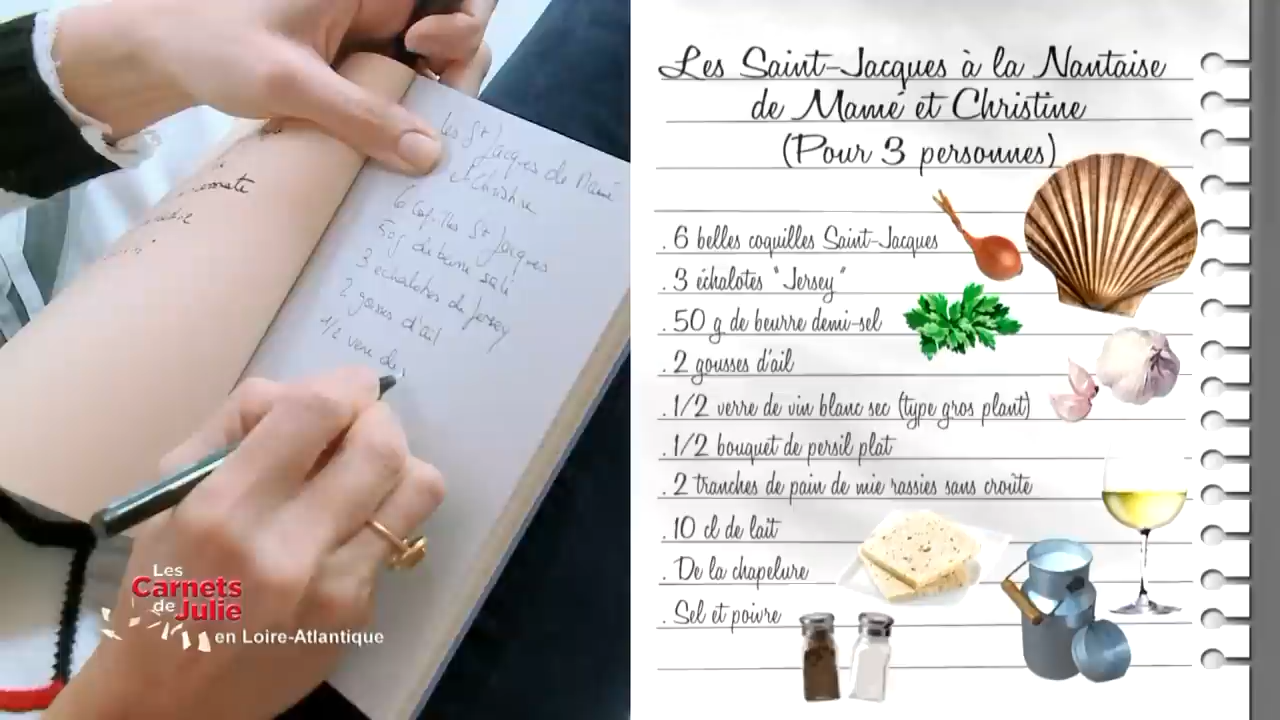 les St Jacques de Mamé
et Christine
6 coquilles St Jacques
50g de beurre salé
3 echalotes de Jersey
2 gousses d'ail
1/2 verre de
Les
Carnets
de Julie
en Loire-Atlantique
Les Saint-Jacques à la Nantaise
de Mamé et Christine
(Pour 3 personnes)
. 6 belles coquilles Saint-Jacques
. 3 échalotes "Jersey"
. 50 g de beurre demi-sel
. 2 gousses d'ail
. 1/2 verre de vin blanc sec (type gros plant)
. 1/2 bouquet de persil plat
. 2 tranches de pain de mie rassies sans croûte
. 10 cl de lait
. De la chapelure
. Sel et poivre